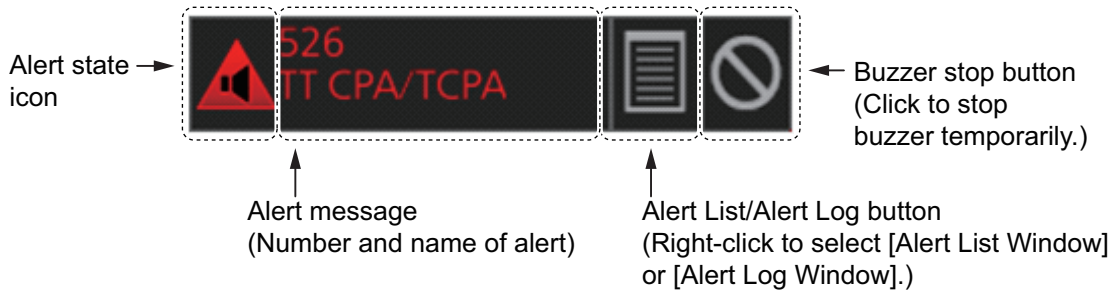 526
TT CPA/TCPA
Alert state
icon
Buzzer stop button
(Click to stop
buzzer temporarily.)
Alert message
(Number and name of alert)
Alert List/Alert Log button
(Right-click to select [Alert List Window]
or [Alert Log Window].)